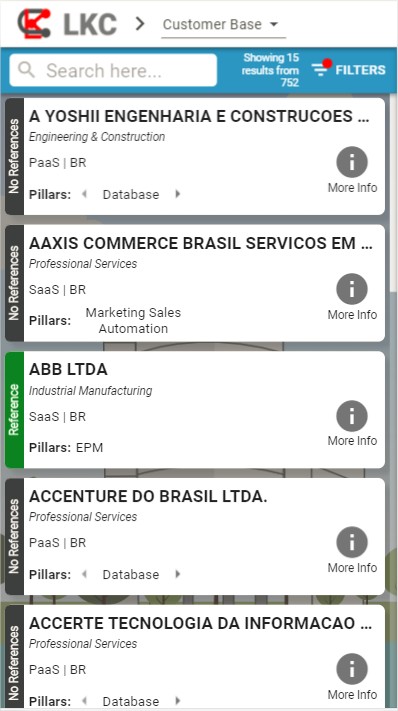 LKC
Customer Base
Search here...
Showing 15
results from
752
FILTERS
No References
A YOSHII ENGENHARIA E CONSTRUCOES ...
Engineering & Construction
PaaS | BR
More Info
Pillars: Database
No References
AAXIS COMMERCE BRASIL SERVICOS EM ...
Professional Services
SaaS | BR
More Info
Pillars: Marketing Sales
Automation
Reference
ABB LTDA
Industrial Manufacturing
SaaS | BR
More Info
Pillars: EPM
No References
ACCENTURE DO BRASIL LTDA.
Professional Services
PaaS | BR
More Info
Pillars: Database
No References
ACCERTE TECNOLOGIA DA INFORMACAO ...
Professional Services
PaaS | BR
More Info
Pillars: Database